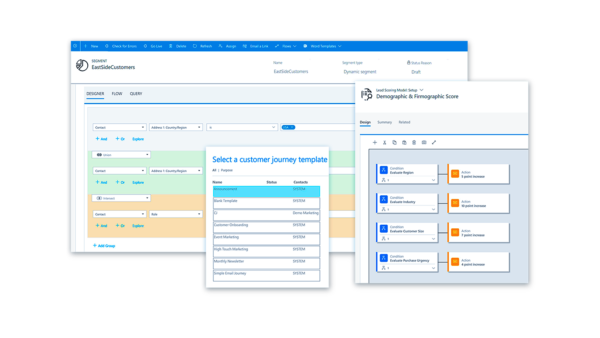 New
Check for Errors
Go Live
Delete
Refresh
Assign
Email a Link
Flows
Word Templates
SEGMENT
EastSideCustomers
Name
EastSideCustomers
Segment type
Dynamic segment
Status Reason
Draft
DESIGNER FLOW QUERY
Contact
Address 1: Country/Region
+ And + Or Explore
Contact
Address 1: Country/Region
+ And + Or Explore
Contact
Role
+ And + Or Explore
+ Add Group
Select a customer journey template
All | Purpose
Name Status Contacts
Announcement SYSTEM
Blank Template SYSTEM
Demo Marketing
Customer Onboarding SYSTEM
Event Marketing SYSTEM
High Touch Marketing SYSTEM
Monthly Newsletter SYSTEM
Simple Email Journey SYSTEM
Lead Scoring Model: Setup
Demographic & Firmographic Score
Design Summary Related
Condition
Evaluate Region
Action
5 point increase
Condition
Evaluate Industry
Action
10 point increase
Condition
Evaluate Customer Size
Action
7 point increase
Condition
Evaluate Purchase Urgency
Action
4 point increase